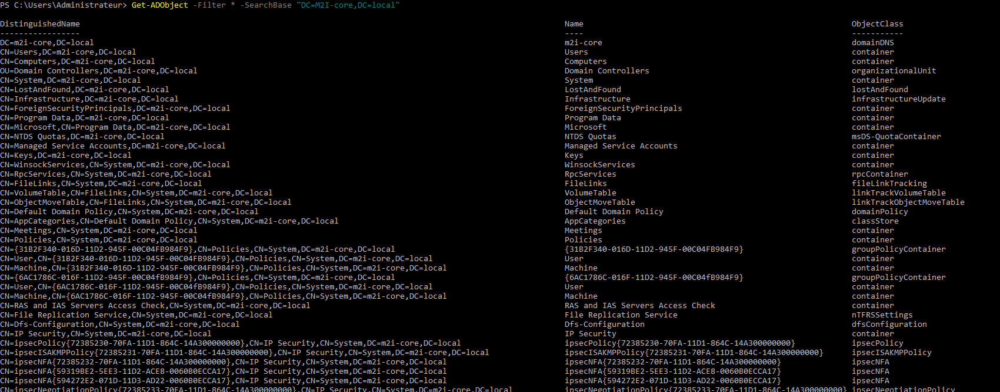 PS C:\Users\Administrateur> Get-ADObject -Filter * -SearchBase "DC=M2I-core,DC=local"
DistinguishedName Name ObjectClass
----------------- ---- -----------
DC=m2i-core,DC=local m2i-core domainDNS
CN=Users,DC=m2i-core,DC=local Users container
CN=Computers,DC=m2i-core,DC=local Computers container
OU=Domain Controllers,DC=m2i-core,DC=local Domain Controllers organizationalUnit
CN=System,DC=m2i-core,DC=local System container
CN=LostAndFound,DC=m2i-core,DC=local LostAndFound lostAndFound
CN=Infrastructure,DC=m2i-core,DC=local Infrastructure infrastructureUpdate
CN=ForeignSecurityPrincipals,DC=m2i-core,DC=local ForeignSecurityPrincipals container
CN=Program Data,DC=m2i-core,DC=local Program Data container
CN=Microsoft,CN=Program Data,DC=m2i-core,DC=local Microsoft container
CN=NTDS Quotas,DC=m2i-core,DC=local NTDS Quotas msDS-QuotaContainer
CN=Managed Service Accounts,DC=m2i-core,DC=local Managed Service Accounts container
CN=Keys,DC=m2i-core,DC=local Keys container
CN=WinsockServices,CN=System,DC=m2i-core,DC=local WinsockServices container
CN=RpcServices,CN=System,DC=m2i-core,DC=local RpcServices rpcContainer
CN=FileLinks,CN=System,DC=m2i-core,DC=local FileLinks fileLinkTracking
CN=VolumeTable,CN=FileLinks,CN=System,DC=m2i-core,DC=local VolumeTable linkTrackVolumeTable
CN=ObjectMoveTable,CN=FileLinks,CN=System,DC=m2i-core,DC=local ObjectMoveTable linkTrackObjectMoveTable
CN=Default Domain Policy,CN=System,DC=m2i-core,DC=local Default Domain Policy domainPolicy
CN=AppCategories,CN=Default Domain Policy,CN=System,DC=m2i-core,DC=local AppCategories classStore
CN=Meetings,CN=System,DC=m2i-core,DC=local Meetings container
CN=Policies,CN=System,DC=m2i-core,DC=local Policies container
CN={31B2F340-016D-11D2-945F-00C04FB984F9},CN=Policies,CN=System,DC=m2i-core,DC=local {31B2F340-016D-11D2-945F-00C04FB984F9} groupPolicyContainer
CN=User,CN={31B2F340-016D-11D2-945F-00C04FB984F9},CN=Policies,CN=System,DC=m2i-core,DC=local User container
CN=Machine,CN={31B2F340-016D-11D2-945F-00C04FB984F9},CN=Policies,CN=System,DC=m2i-core,DC=local Machine container
CN={6AC1786C-016F-11D2-945F-00C04fB984F9},CN=Policies,CN=System,DC=m2i-core,DC=local {6AC1786C-016F-11D2-945F-00C04fB984F9} groupPolicyContainer
CN=User,CN={6AC1786C-016F-11D2-945F-00C04fB984F9},CN=Policies,CN=System,DC=m2i-core,DC=local User container
CN=Machine,CN={6AC1786C-016F-11D2-945F-00C04fB984F9},CN=Policies,CN=System,DC=m2i-core,DC=local Machine container
CN=RAS and IAS Servers Access Check,CN=System,DC=m2i-core,DC=local RAS and IAS Servers Access Check container
CN=File Replication Service,CN=System,DC=m2i-core,DC=local File Replication Service nTFRSSettings
CN=Dfs-Configuration,CN=System,DC=m2i-core,DC=local Dfs-Configuration dfsConfiguration
CN=IP Security,CN=System,DC=m2i-core,DC=local IP Security container
CN=ipsecPolicy{72385230-70FA-11D1-864C-14A300000000},CN=IP Security,CN=System,DC=m2i-core,DC=local ipsecPolicy{72385230-70FA-11D1-864C-14A300000000} ipsecPolicy
CN=ipsecISAKMPPolicy{72385231-70FA-11D1-864C-14A300000000},CN=IP Security,CN=System,DC=m2i-core,DC=local ipsecISAKMPPolicy{72385231-70FA-11D1-864C-14A300000000} ipsecISAKMPPolicy
CN=ipsecNFA{72385232-70FA-11D1-864C-14A300000000},CN=IP Security,CN=System,DC=m2i-core,DC=local ipsecNFA{72385232-70FA-11D1-864C-14A300000000} ipsecNFA
CN=ipsecNFA{59319BE2-5EE3-11D2-ACE8-0060B0ECCA17},CN=IP Security,CN=System,DC=m2i-core,DC=local ipsecNFA{59319BE2-5EE3-11D2-ACE8-0060B0ECCA17} ipsecNFA
CN=ipsecNFA{594272E2-071D-11D3-AD22-0060B0ECCA17},CN=IP Security,CN=System,DC=m2i-core,DC=local ipsecNFA{594272E2-071D-11D3-AD22-0060B0ECCA17} ipsecNFA
CN=ipsecNegotiationPolicy{72385233-70FA-11D1-864C-14A300000000},CN=IP Security,CN=System,DC=m2i-core,DC=local ipsecNegotiationPolicy{72385233-70FA-11D1-864C-14A300000000} ipsecNegotiationPolicy